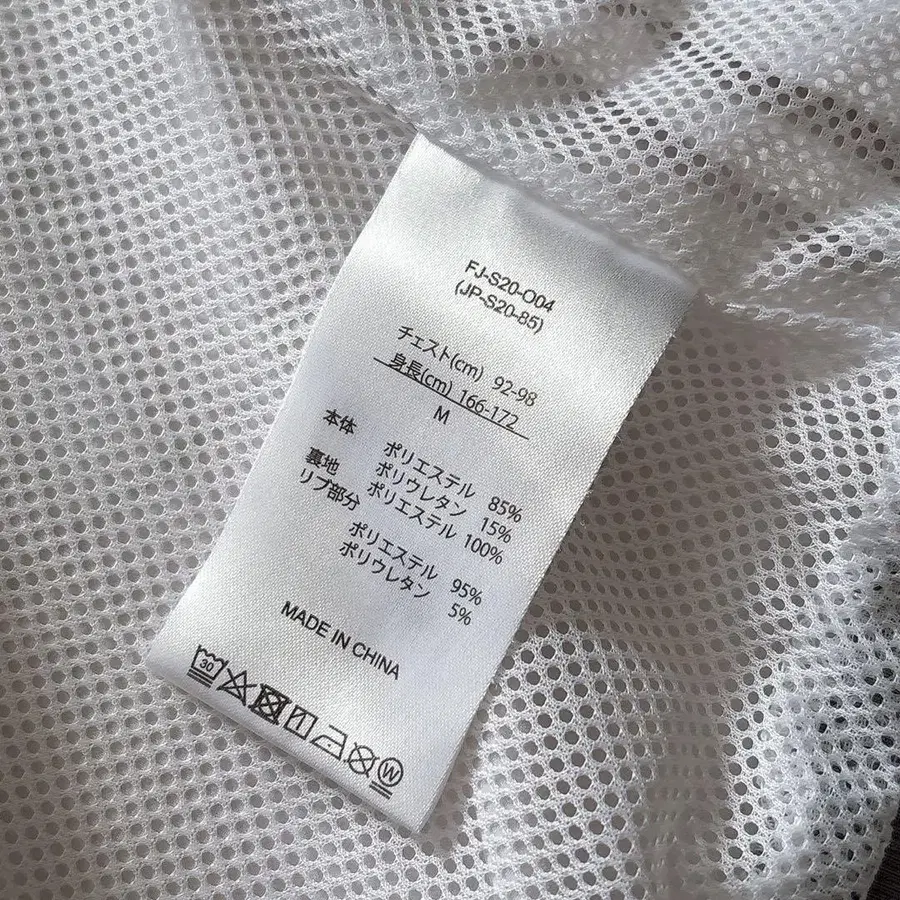 FJ-S20-O04
(JP-S20-85)
チェスト(cm) 92-98
身長(cm) 166-172
M
本体 ポリエステル 85%
ポリウレタン 15%
裏地 ポリエステル 100%
リブ部分
ポリエステル 95%
ポリウレタン 5%
MADE IN CHINA
30
W